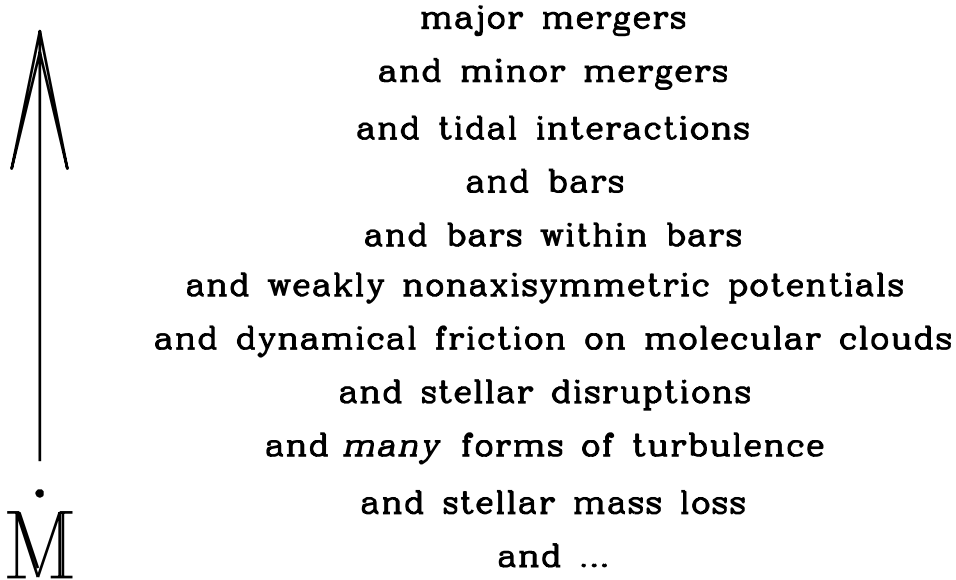 major mergers
and minor mergers
and tidal interactions
and bars
and bars within bars
and weakly nonaxisymmetric potentials
and dynamical friction on molecular clouds
and stellar disruptions
and many forms of turbulence
and stellar mass loss
and ...
Ṁ